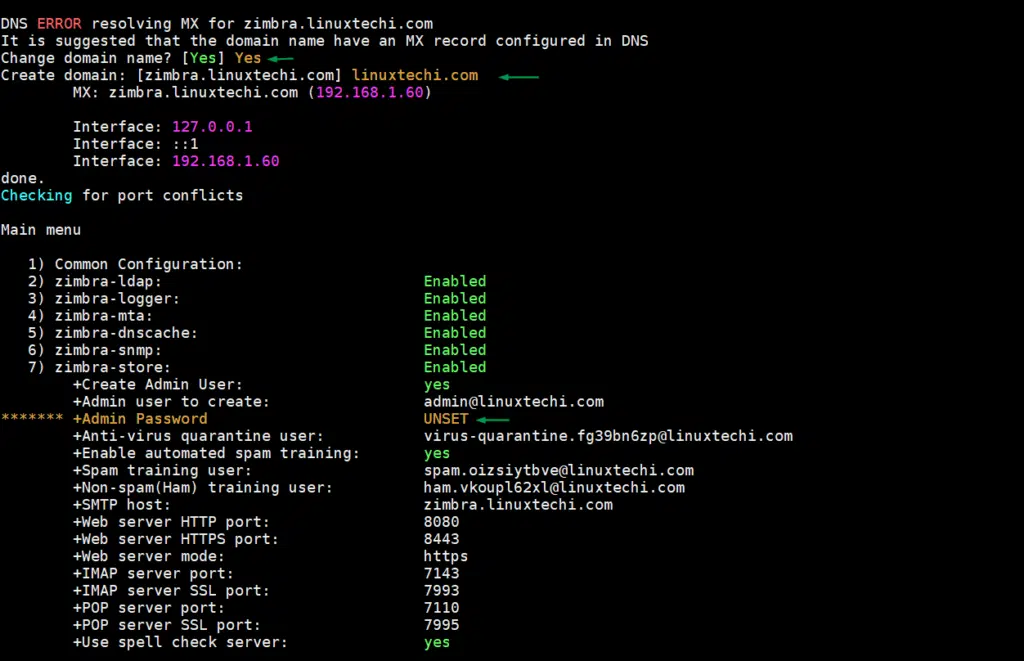 DNS ERROR resolving MX for zimbra.linuxtechi.com
It is suggested that the domain name have an MX record configured in DNS
Change domain name? [Yes] Yes
Create domain: [zimbra.linuxtechi.com] linuxtechi.com
MX: zimbra.linuxtechi.com (192.168.1.60)
Interface: 127.0.0.1
Interface: ::1
Interface: 192.168.1.60
done.
Checking for port conflicts
Main menu
1) Common Configuration:
2) zimbra-ldap: Enabled
3) zimbra-logger: Enabled
4) zimbra-mta: Enabled
5) zimbra-dnscache: Enabled
6) zimbra-snmp: Enabled
7) zimbra-store: Enabled
+Create Admin User: yes
+Admin user to create: admin@linuxtechi.com
******* +Admin Password UNSET
+Anti-virus quarantine user: virus-quarantine.fg39bn6zp@linuxtechi.com
+Enable automated spam training: yes
+Spam training user: spam.oizsiytbve@linuxtechi.com
+Non-spam(Ham) training user: ham.vkoupl62xl@linuxtechi.com
+SMTP host: zimbra.linuxtechi.com
+Web server HTTP port: 8080
+Web server HTTPS port: 8443
+Web server mode: https
+IMAP server port: 7143
+IMAP server SSL port: 7993
+POP server port: 7110
+POP server SSL port: 7995
+Use spell check server: yes